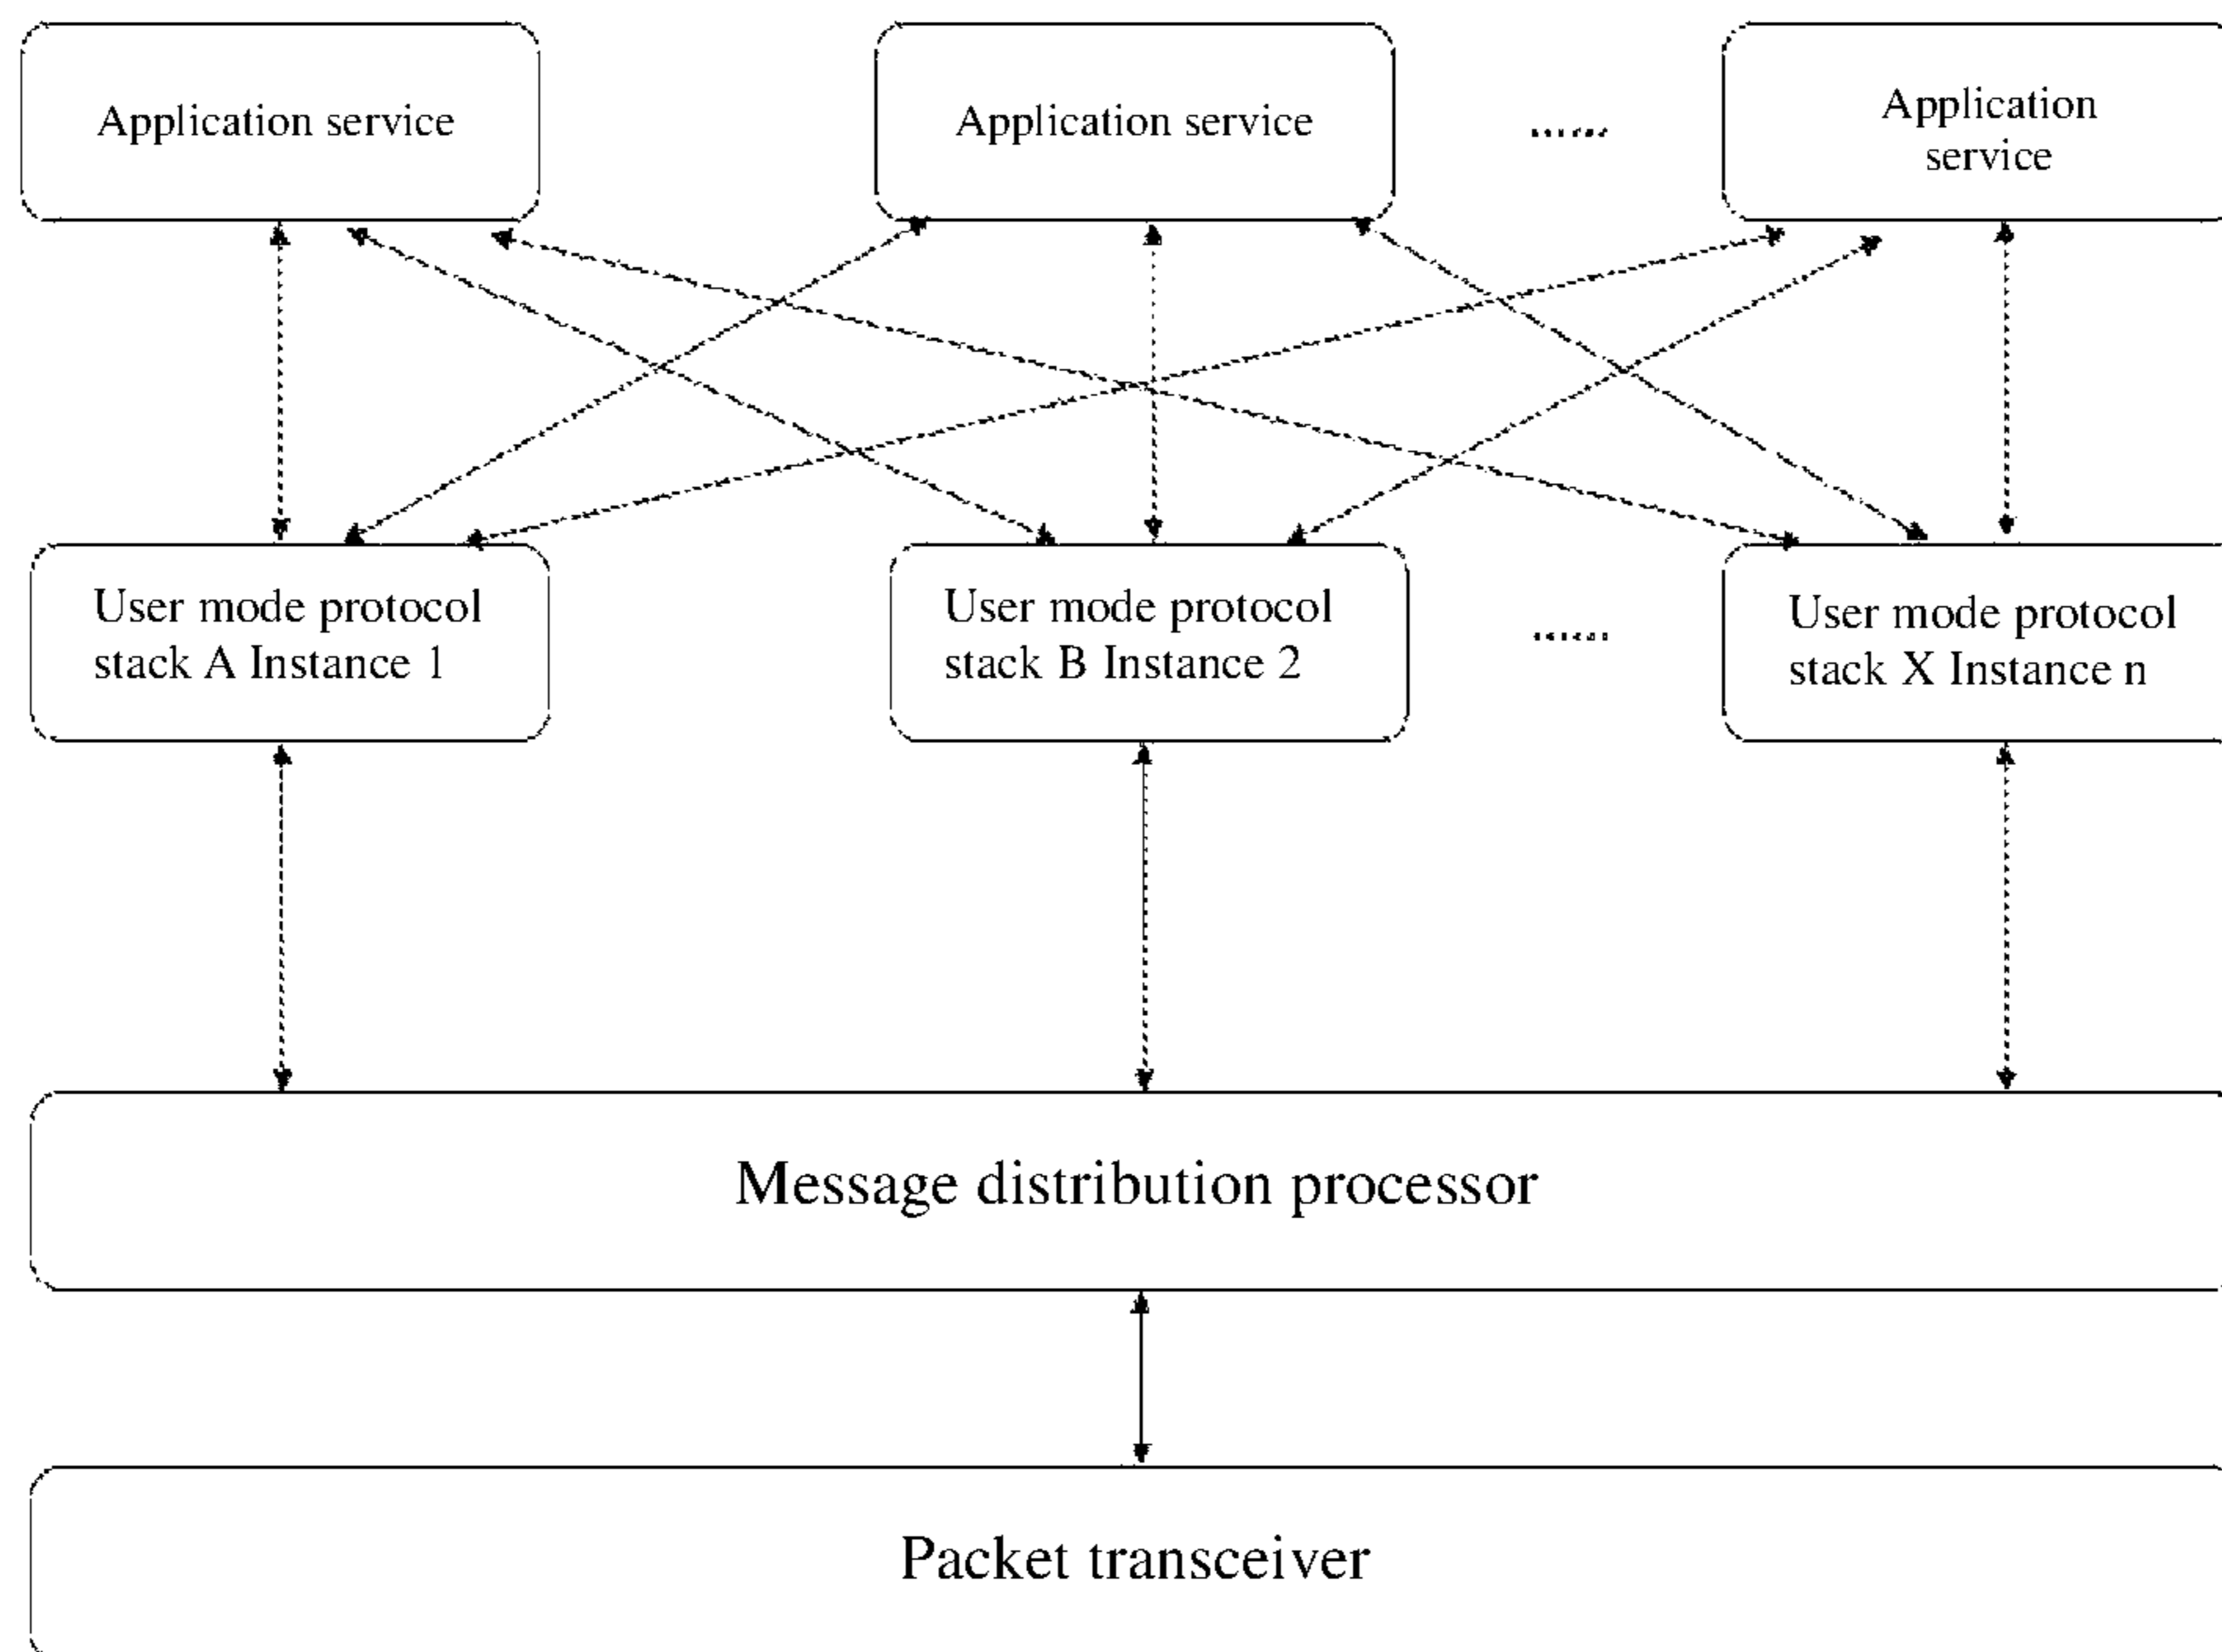 Application service
Application service
......
Application
service
User mode protocol
stack A Instance 1
User mode protocol
stack B Instance 2
......
User mode protocol
stack X Instance n
Message distribution processor
Packet transceiver